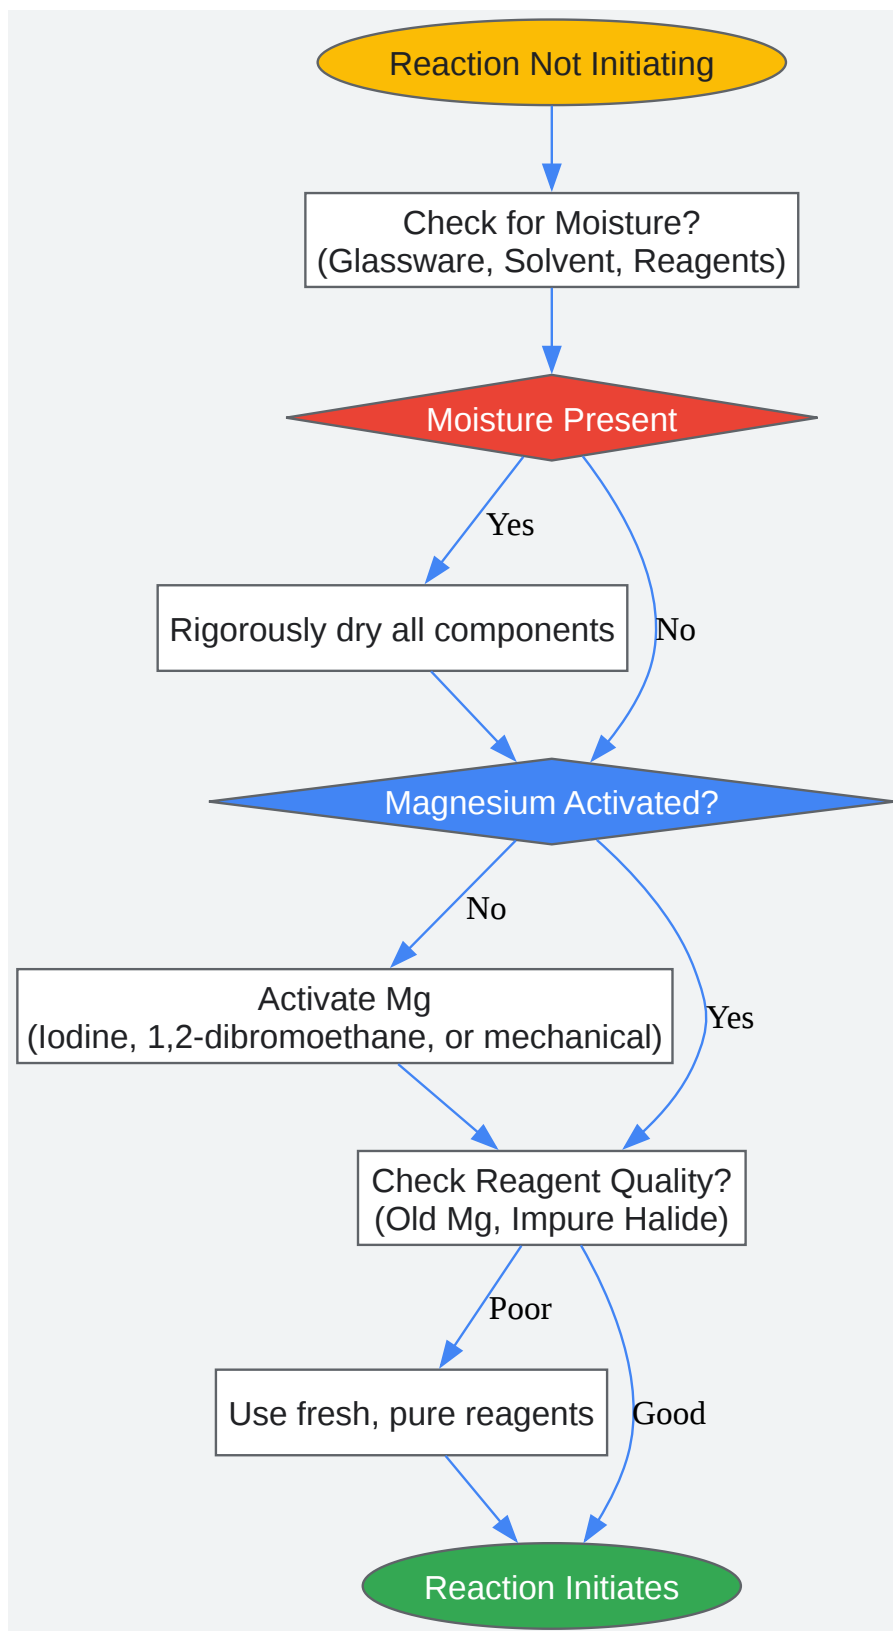 Reaction Not Initiating
Check for Moisture?
(Glassware, Solvent, Reagents)
Moisture Present
Yes
Rigorously dry all components
No
Magnesium Activated?
No
Activate Mg
(Iodine, 1,2-dibromoethane, or mechanical)
Yes
Check Reagent Quality?
(Old Mg, Impure Halide)
Poor
Use fresh, pure reagents
Good
Reaction Initiates